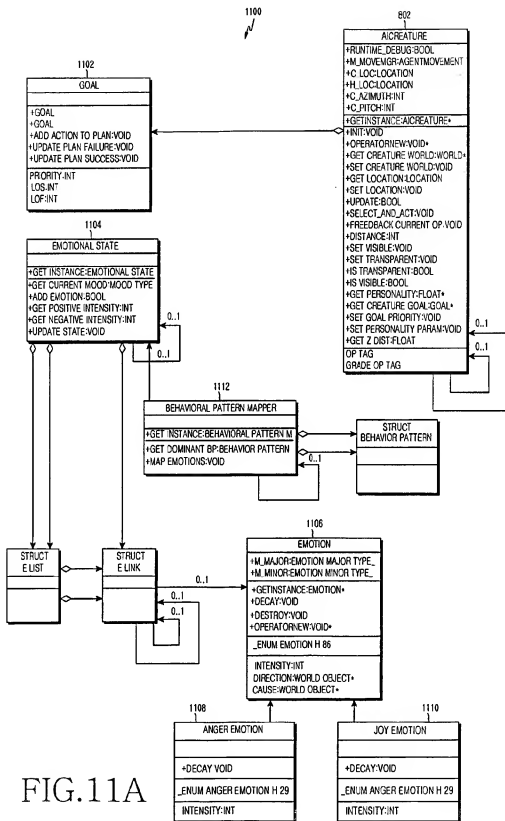 1100
802
AICREATURE
+RUNTIME_DEBUG:BOOL
+M_MOVEMGR:AGENTMOVEMENT
+C_LOC:LOCATION
+H_LOC:LOCATION
+C_AZIMUTH:INT
+C_PITCH:INT
+GETINSTANCE:AICREATURE*
+INIT:VOID
+OPERATORNEW:VOID*
+GET CREATURE WORLD:WORLD*
+SET CREATURE WORLD:VOID
+GET LOCATION:LOCATION
+SET LOCATION:VOID
+UPDATE:BOOL
+SELECT_AND_ACT:VOID
+FREEDBACK CURRENT OP:VOID
+DISTANCE:INT
+SET VISIBLE:VOID
+SET TRANSPARENT:VOID
+IS TRANSPARENT:BOOL
+IS VISIBLE:BOOL
+GET PERSONALITY:FLOAT*
+GET CREATURE GOAL:GOAL*
+SET GOAL PRIORITY:VOID
+SET PERSONALITY PARAM:VOID
+GET Z DIST:FLOAT
OP TAG
GRADE OP TAG
0..1
0..1
1102
GOAL
+GOAL
+GOAL
+ADD ACTION TO PLAN:VOID
+UPDATE PLAN FAILURE:VOID
+UPDATE PLAN SUCCESS:VOID
PRIORITY:INT
LOS:INT
LOF:INT
1104
EMOTIONAL STATE
+GET INSTANCE:EMOTIONAL STATE
+GET CURRENT MOOD:MOOD TYPE
+ADD EMOTION:BOOL
+GET POSITIVE INTENSITY:INT
+GET NEGATIVE INTENSITY:INT
+UPDATE STATE:VOID
0..1
0..1
1112
BEHAVIORAL PATTERN MAPPER
+GET INSTANCE:BEHAVIORAL PATTERN M
+GET DOMINANT BP:BEHAVIOR PATTERN
+MAP EMOTIONS:VOID
0..1
STRUCT
BEHAVIOR PATTERN
STRUCT
E LIST
STRUCT
E LINK
0..1
0..1
0..1
1106
EMOTION
+M_MAJOR:EMOTION MAJOR TYPE_
+M_MINOR:EMOTION MINOR TYPE_
+GETINSTANCE:EMOTION*
+DECAY:VOID
+DESTROY:VOID
+OPERATORNEW:VOID*
_ENUM EMOTION H 86
INTENSITY:INT
DIRECTION:WORLD OBJECT*
CAUSE:WORLD OBJECT*
1108
ANGER EMOTION
+DECAY VOID
_ENUM ANGER EMOTION H 29
INTENSITY:INT
1110
JOY EMOTION
+DECAY:VOID
_ENUM ANGER EMOTION H 29
INTENSITY:INT
FIG.11A